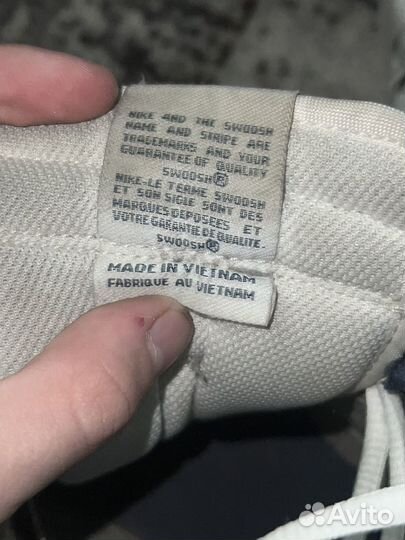 NIKE AND THE SWOOSH
NAME AND STRIPE ARE
TRADEMARKS AND YOUR
GUARANTEE OF QUALITY
SWOOSH®
NIKE-LE TERME SWOOSH
ET SON SIGLE SONT DES
MARQUES DEPOSEES ET
VOTRE GARANTIE DE QUALITE.
SWOOSH®
MADE IN VIETNAM
FABRIQUE AU VIETNAM
Avito